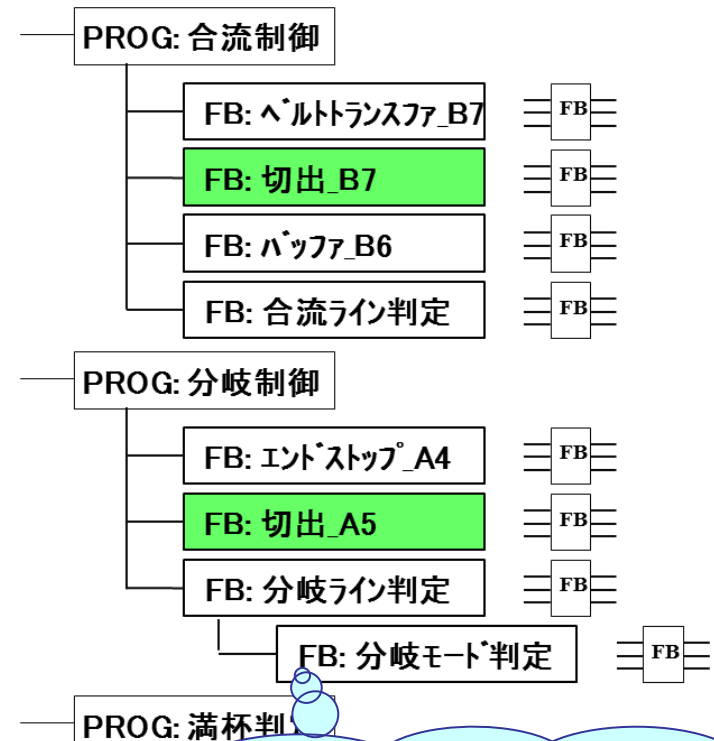 PROG: 合流制御
FB: ﾍﾞﾙﾄﾄﾗﾝｽﾌｧ_B7 FB
FB: 切出_B7 FB
FB: ﾊﾞｯﾌｧ_B6 FB
FB: 合流ﾗｲﾝ判定 FB
PROG: 分岐制御
FB: ｴﾝﾄﾞｽﾄｯﾌﾟ_A4 FB
FB: 切出_A5 FB
FB: 分岐ﾗｲﾝ判定 FB
FB: 分岐ﾓｰﾄﾞ判定 FB
PROG: 満杯判